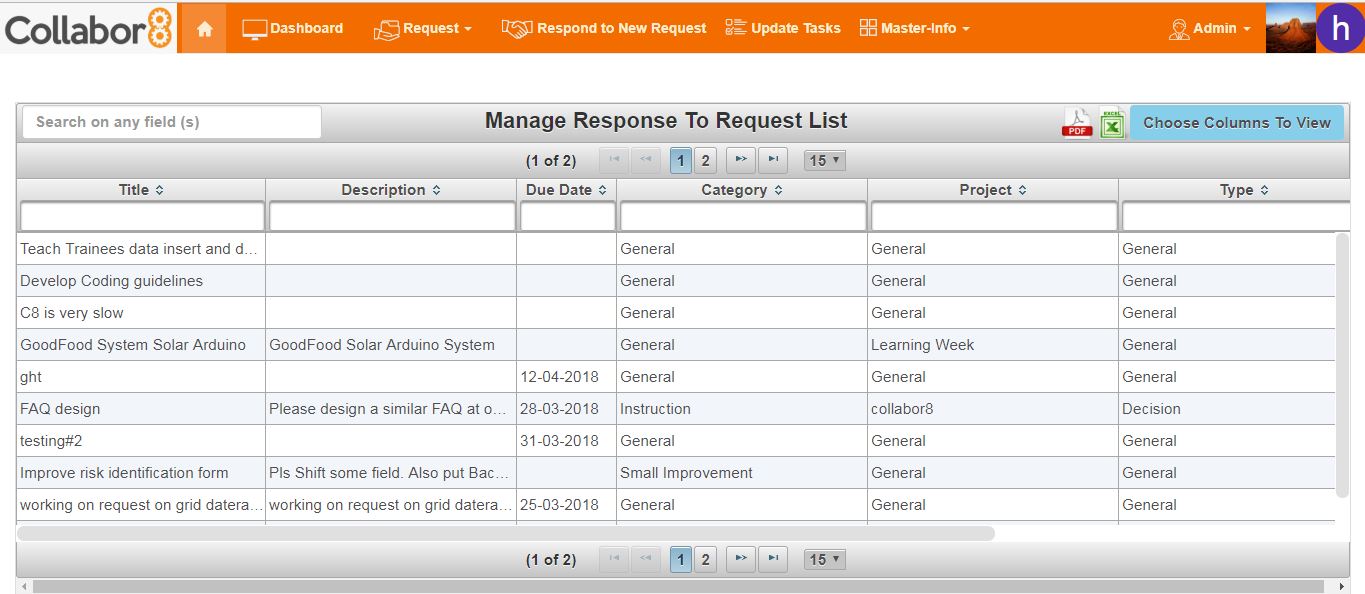 Collabor8 Dashboard Request Respond to New Request Update Tasks Master-Info Admin h
Search on any field (s) Manage Response To Request List PDF EXCEL Choose Columns To View
(1 of 2) 1 2 15
Title Description Due Date Category Project Type
Teach Trainees data insert and d... General General General
Develop Coding guidelines General General General
C8 is very slow General General General
GoodFood System Solar Arduino GoodFood Solar Arduino System General Learning Week General
ght 12-04-2018 General General General
FAQ design Please design a similar FAQ at o... 28-03-2018 Instruction collabor8 Decision
testing#2 31-03-2018 General General General
Improve risk identification form Pls Shift some field. Also put Bac... Small Improvement General General
working on request on grid datera... working on request on grid datera... 25-03-2018 General General General
(1 of 2) 1 2 15